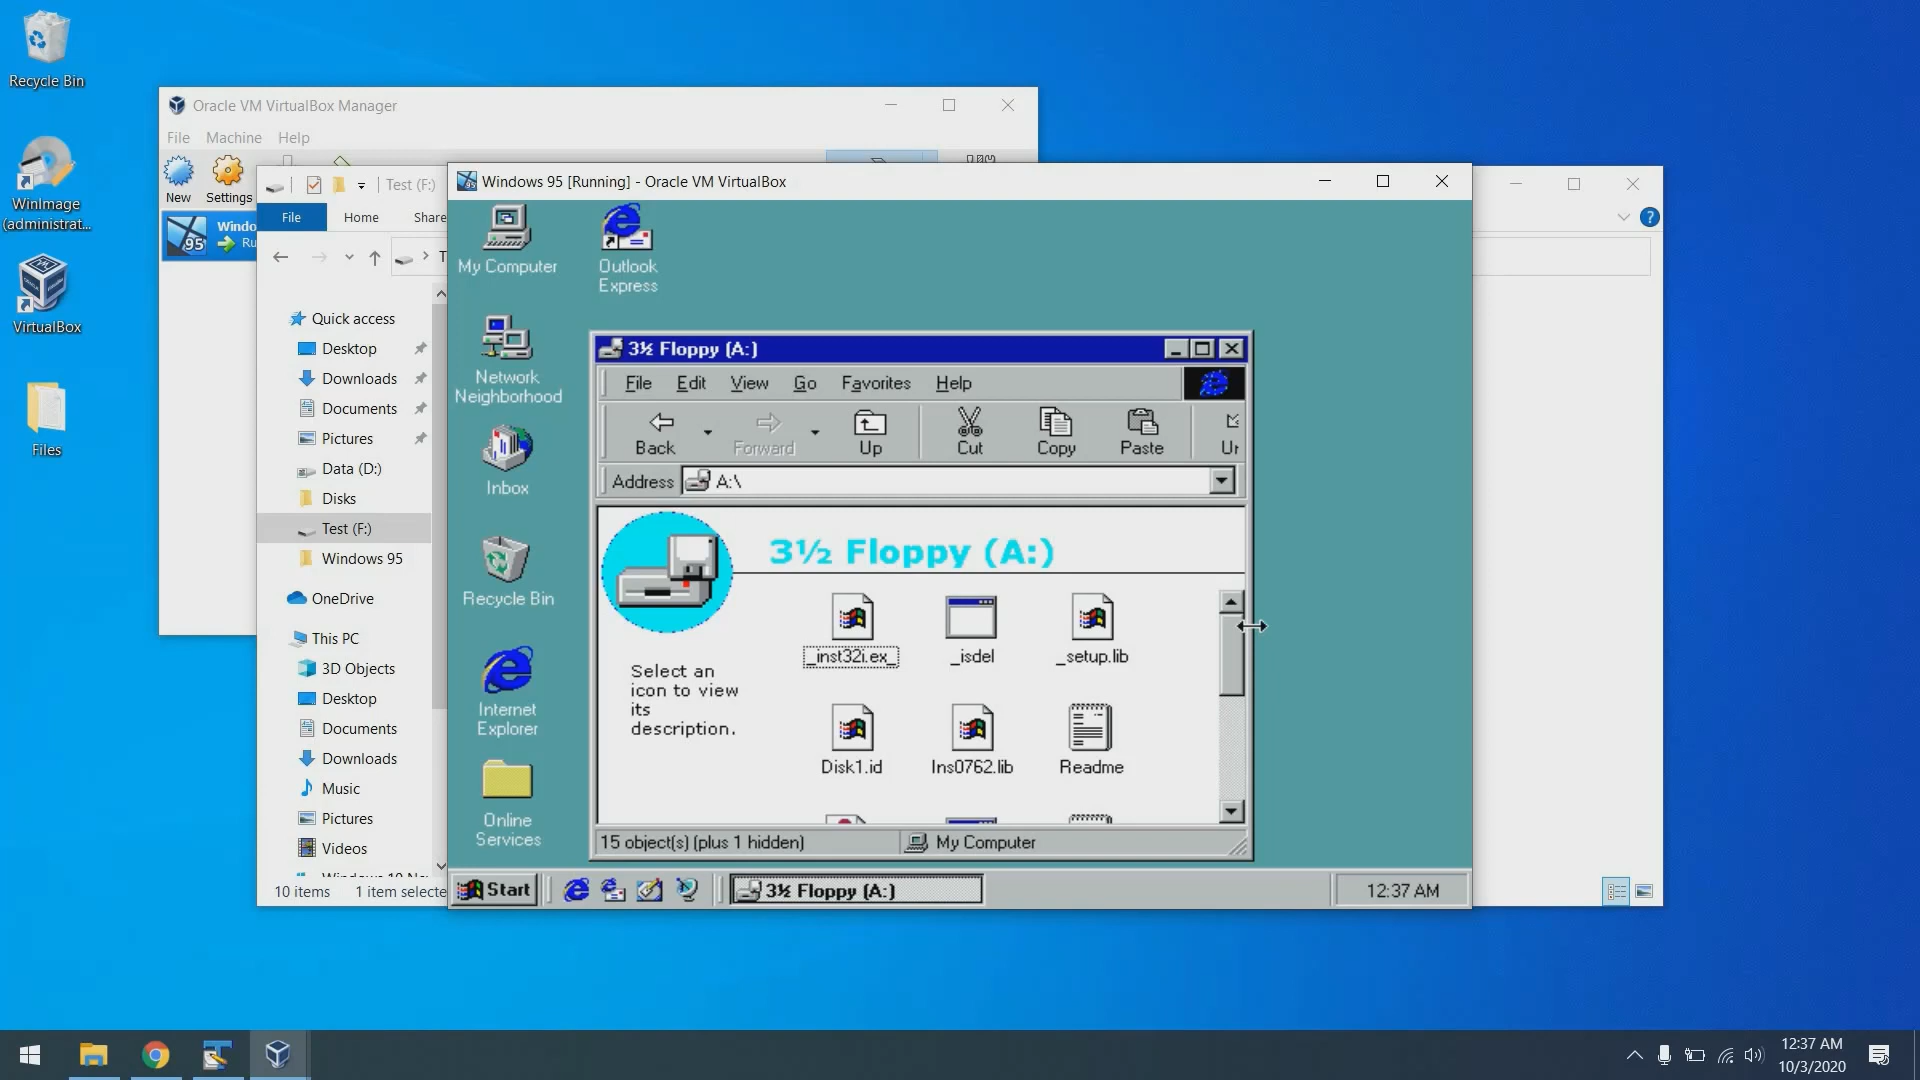 Recycle Bin
WinImage
(administrat...
VirtualBox
Files
Oracle VM VirtualBox Manager
File Machine Help
New Settings
Windo
Ru
95
Test (F:)
File Home Share
Quick access
Desktop
Downloads
Documents
Pictures
Data (D:)
Disks
Test (F:)
Windows 95
OneDrive
This PC
3D Objects
Desktop
Documents
Downloads
Music
Pictures
Videos
10 items 1 item selecte
Windows 95 [Running] - Oracle VM VirtualBox
My Computer
Outlook
Express
Network
Neighborhood
Inbox
Recycle Bin
Internet
Explorer
Online
Services
3½ Floppy (A:)
File Edit View Go Favorites Help
Back Forward Up Cut Copy Paste Ur
Address A:\
3½ Floppy (A:)
Select an
icon to view
its
description.
_inst32i.ex_ _isdel _setup.lib
Disk1.id Ins0762.lib Readme
15 object(s) (plus 1 hidden) My Computer
Start 3½ Floppy (A:) 12:37 AM
12:37 AM
10/3/2020